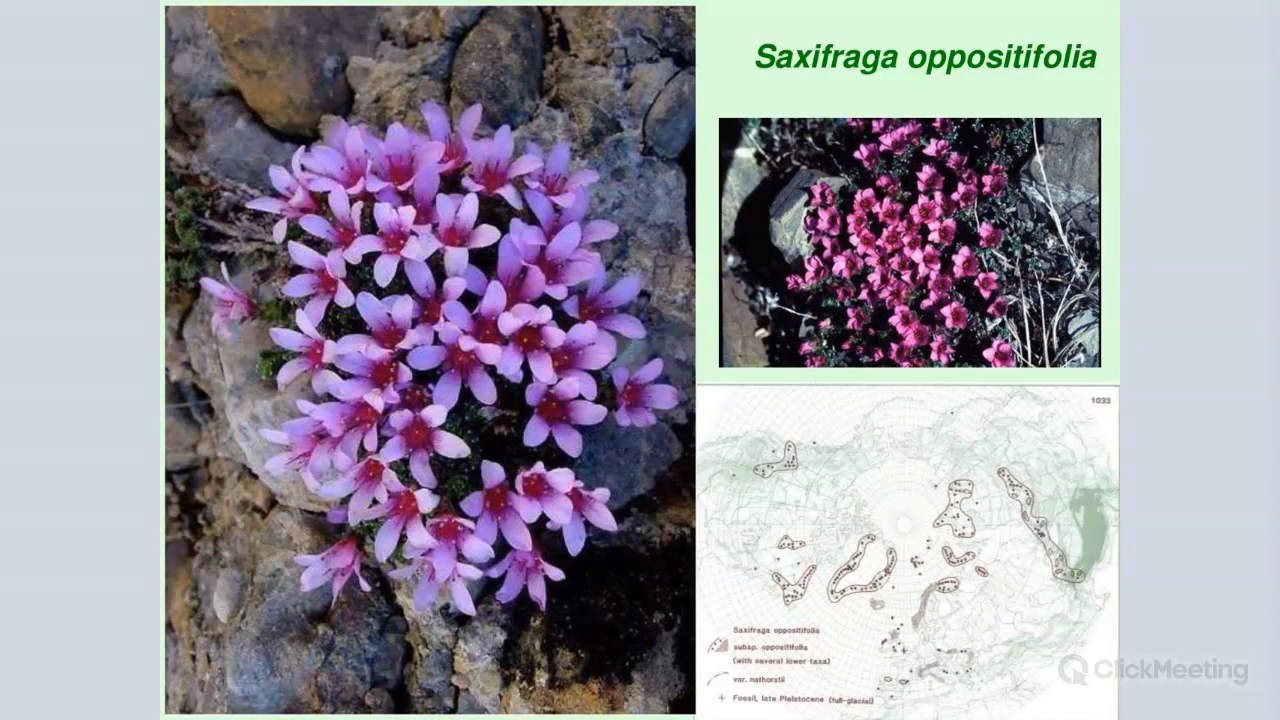 Saxifraga oppositifolia
1033
Saxifraga oppositifolia
subsp. oppositifolia
(with several lower taxa)
var. nathorstii
+ Fossil, late Pleistocene (full-glacial)
ClickMeeting